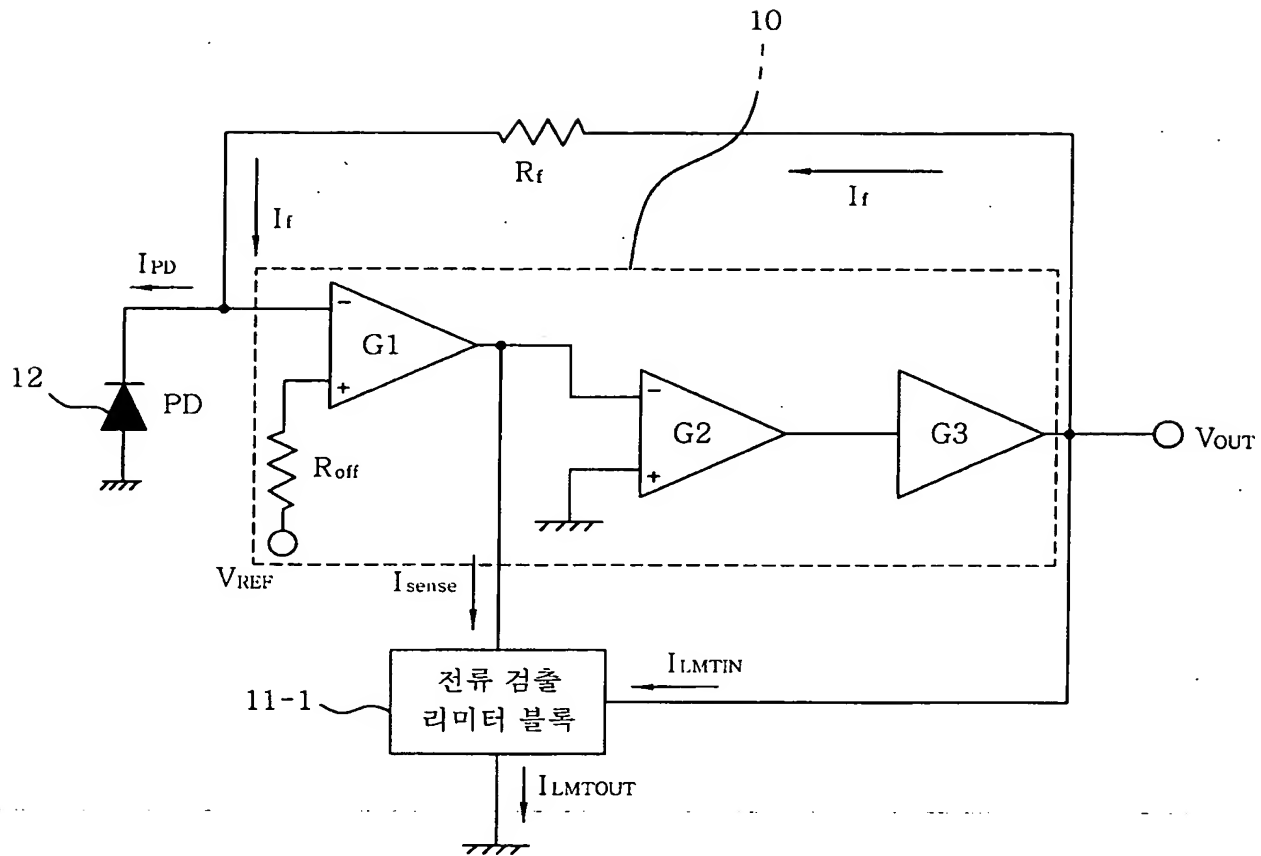 10
Rf
If
If
IPD
G1
12
PD
G2
G3
VOUT
Roff
VREF
Isense
ILMTIN
전류 검출
리미터 블록
11-1
ILMTOUT